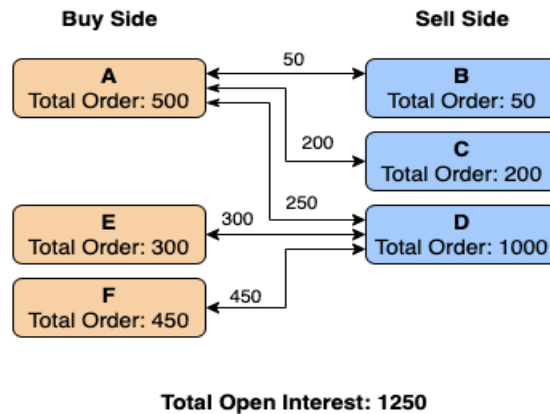 Buy Side
Sell Side
A
Total Order: 500
50
B
Total Order: 50
200
C
Total Order: 200
250
E
Total Order: 300
300
D
Total Order: 1000
F
Total Order: 450
450
Total Open Interest: 1250